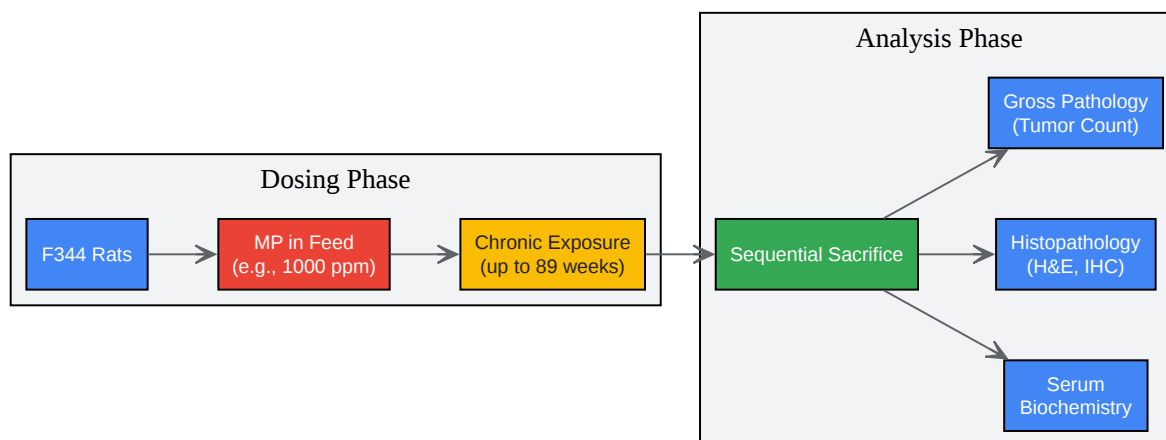 Dosing Phase
F344 Rats
MP in Feed
(e.g., 1000 ppm)
Chronic Exposure
(up to 89 weeks)
Analysis Phase
Sequential Sacrifice
Gross Pathology
(Tumor Count)
Histopathology
(H&E, IHC)
Serum
Biochemistry